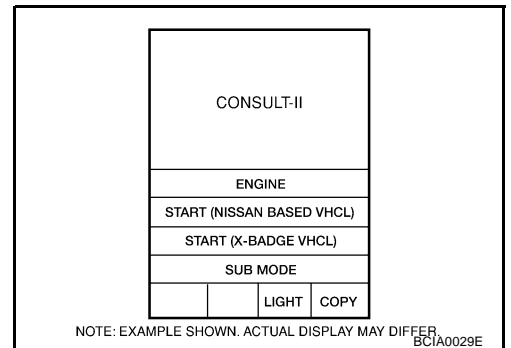 CONSULT-II
ENGINE
START (NISSAN BASED VHCL)
START (X-BADGE VHCL)
SUB MODE
LIGHT COPY
NOTE: EXAMPLE SHOWN. ACTUAL DISPLAY MAY DIFFER.
BCIA0029E